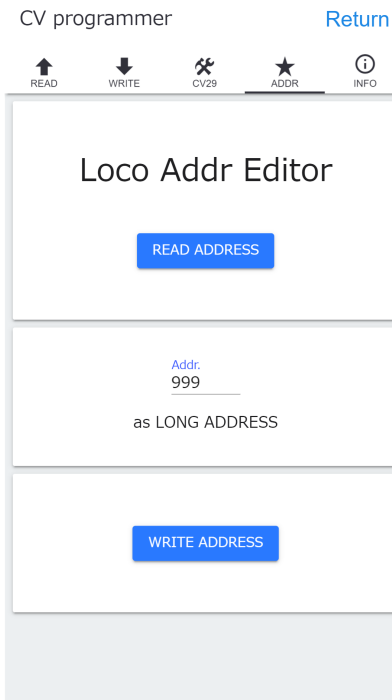 CV programmer Return
READ WRITE CV29 ADDR INFO
Loco Addr Editor
READ ADDRESS
Addr.
999
as LONG ADDRESS
WRITE ADDRESS